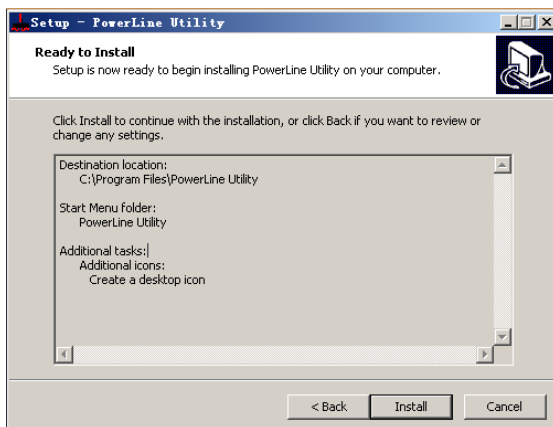 Setup - PowerLine Utility
Ready to Install
Setup is now ready to begin installing PowerLine Utility on your computer.
Click Install to continue with the installation, or click Back if you want to review or
change any settings.
Destination location:
C:\Program Files\PowerLine Utility
Start Menu folder:
PowerLine Utility
Additional tasks:
Additional icons:
Create a desktop icon
< Back
Install
Cancel